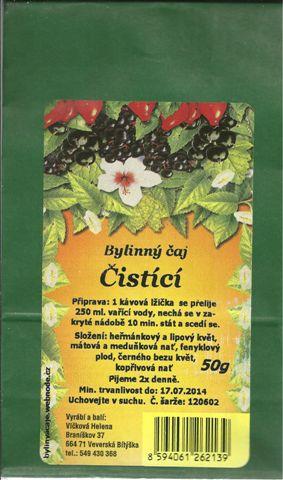 Bylinný čaj
Čistící
Příprava: 1 kávová lžička se přelije
250 ml. vařící vody, nechá se v za-
kryté nádobě 10 min. stát a scedí se.
Složení: heřmánkový a lipový květ,
mátová a meduňková nať, fenyklový
plod, černého bezu květ,
kopřivová nať
50g
Pijeme 2x denně.
Min. trvanlivost do: 17.07.2014
Uchovejte v suchu. Č. šarže: 120602
Vyrábí a balí:
Vlčková Helena
Braníškov 37
664 71 Veverská Bítýška
tel.: 549 430 368
8 594061 262139
bylinnycaje.webnode.cz